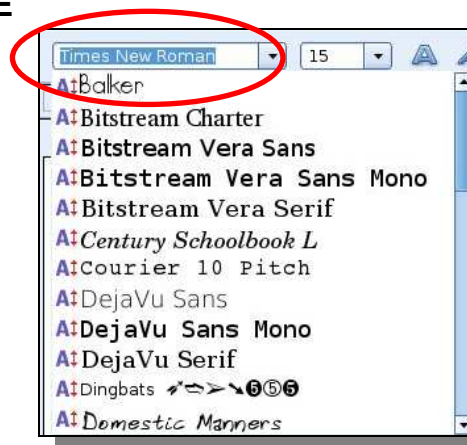 E
Times New Roman 15
Balker
Bitstream Charter
Bitstream Vera Sans
Bitstream Vera Sans Mono
Bitstream Vera Serif
Century Schoolbook L
Courier 10 Pitch
DejaVu Sans
DejaVu Sans Mono
DejaVu Serif
Dingbats ➏➄➏
Domestic Manners